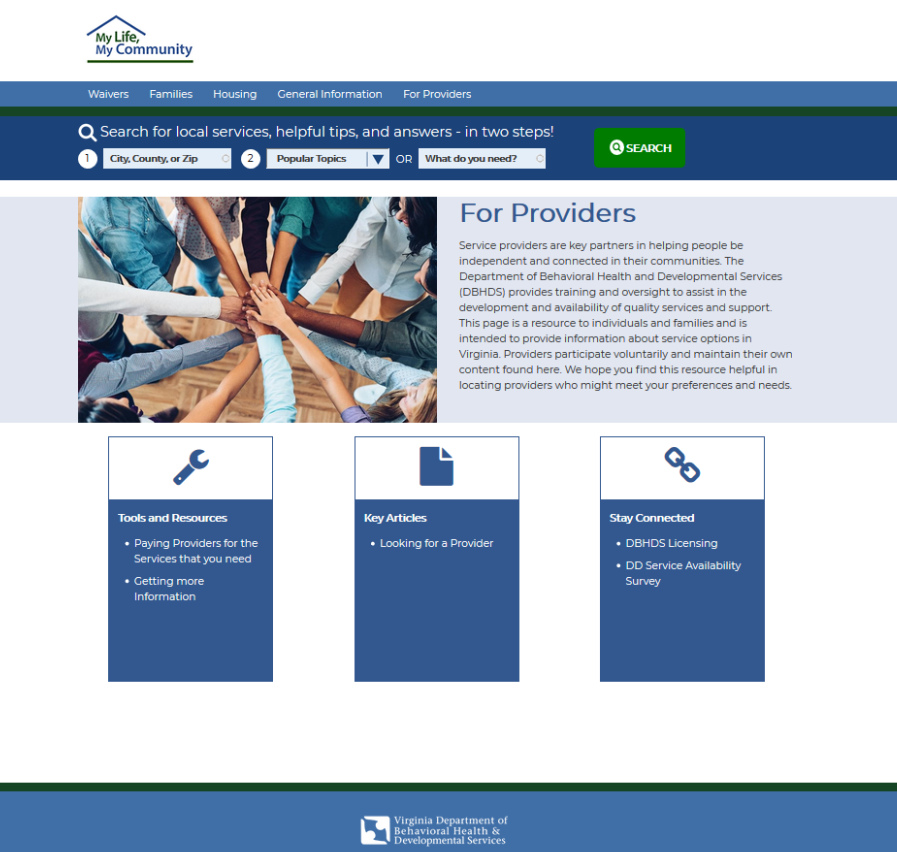 My Life,
My Community
Waivers Families Housing General Information For Providers
Search for local services, helpful tips, and answers - in two steps!
1 City, County, or Zip 2 Popular Topics OR What do you need? SEARCH
For Providers
Service providers are key partners in helping people be
independent and connected in their communities. The
Department of Behavioral Health and Developmental Services
(DBHDS) provides training and oversight to assist in the
development and availability of quality services and support.
This page is a resource to individuals and families and is
intended to provide information about service options in
Virginia. Providers participate voluntarily and maintain their own
content found here. We hope you find this resource helpful in
locating providers who might meet your preferences and needs.
Tools and Resources
• Paying Providers for the
Services that you need
• Getting more
Information
Key Articles
• Looking for a Provider
Stay Connected
• DBHDS Licensing
• DD Service Availability
Survey
Virginia Department of
Behavioral Health &
Developmental Services